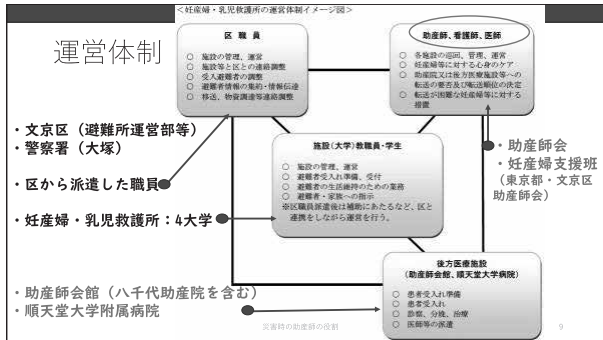 ＜妊産婦・乳児救護所の運営体制イメージ図＞
運営体制
区 職 員
○ 施設の管理、運営
○ 施設等と区との連絡調整
○ 受入避難者の調整
○ 避難者情報の集約・情報伝達
○ 移送、物資調達等連絡調整
助産師、看護師、医師
○ 各施設の巡回、管理、運営
○ 妊産婦等に対する心身のケア
○ 助産院又は後方医療施設等への
転送の要否及び転送順位の決定
○ 転送が困難な妊産婦等に対する
措置
・文京区（避難所運営部等）
・警察署（大塚）
・区から派遣した職員
・妊産婦・乳児救護所：4大学
施設（大学）教職員・学生
○ 施設の管理、運営
○ 避難者受入れ準備、受付
○ 避難者の生活維持のための業務
○ 避難者・家族への指示
※区職員派遣後は補助にあたるなど、区と
連携をしながら運営を行う。
・助産師会
・妊産婦支援班
（東京都・文京区
助産師会）
後方医療施設
（助産師会館、順天堂大学病院）
○ 患者受入れ準備
○ 患者受入れ
○ 診察、分娩、治療
○ 医師等の派遣
・助産師会館（八千代助産院を含む）
・順天堂大学附属病院
災害時の助産師の役割
9